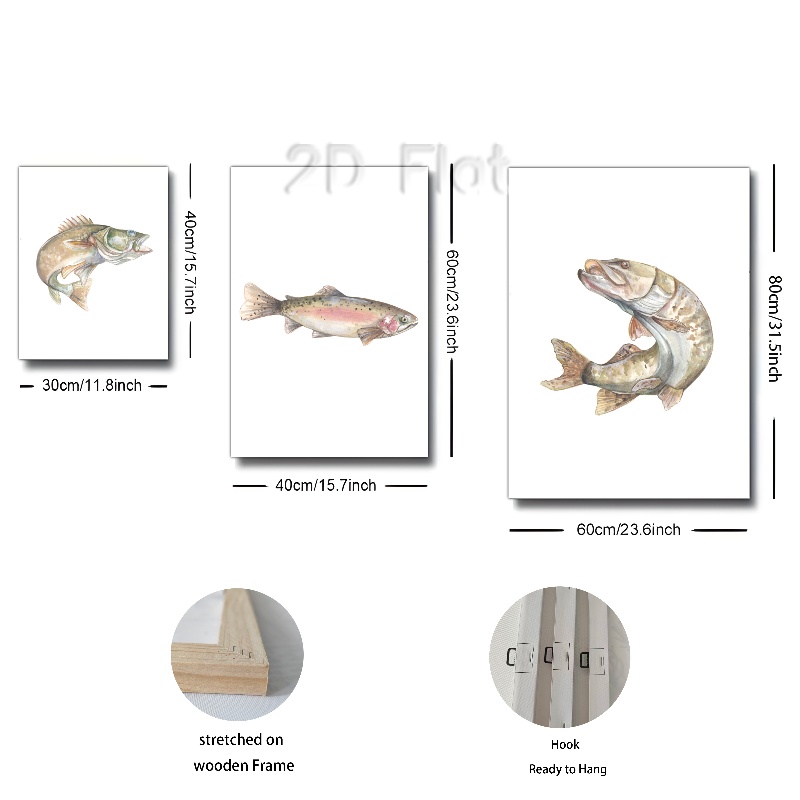 2D Flat
40cm/15.7inch
30cm/11.8inch
60cm/23.6inch
40cm/15.7inch
80cm/31.5inch
60cm/23.6inch
stretched on
wooden Frame
Hook
Ready to Hang